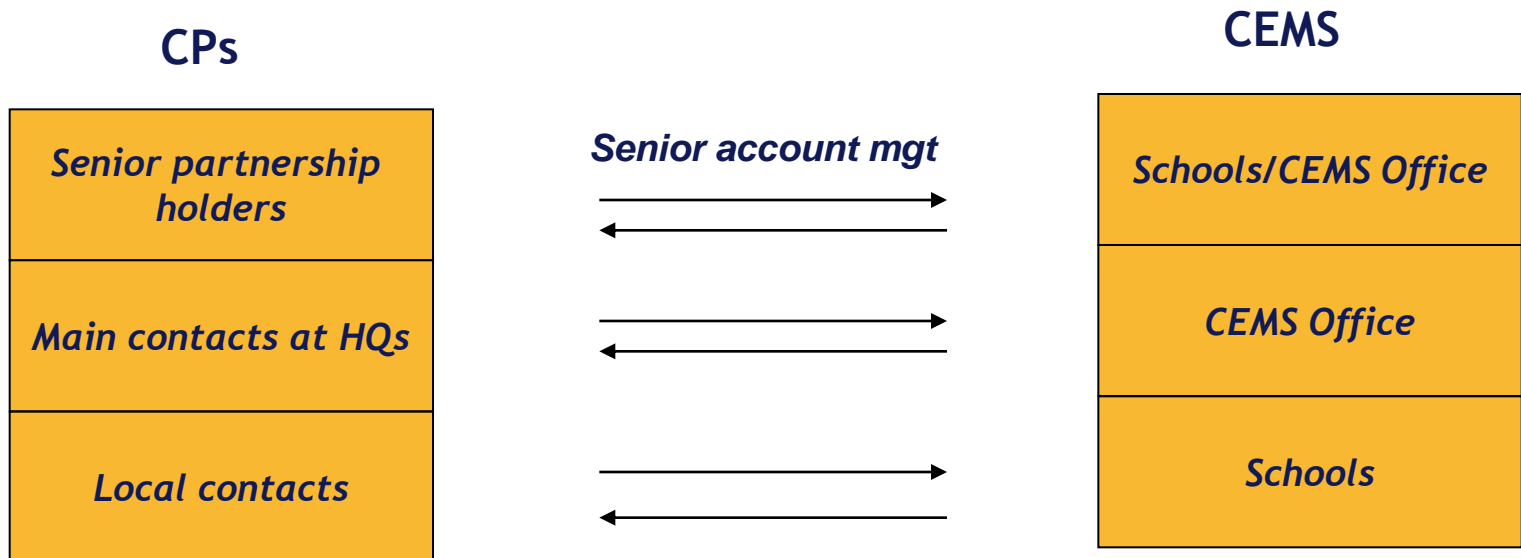 CPs
CEMS
Senior partnership
holders
Senior account mgt
Schools/CEMS Office
Main contacts at HQs
CEMS Office
Local contacts
Schools